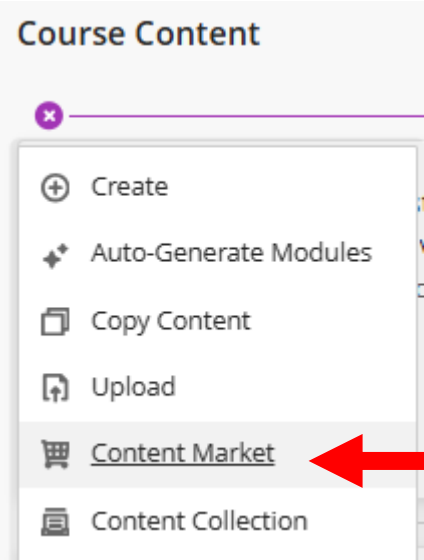 Course Content
Create
Auto-Generate Modules
Copy Content
Upload
Content Market
Content Collection